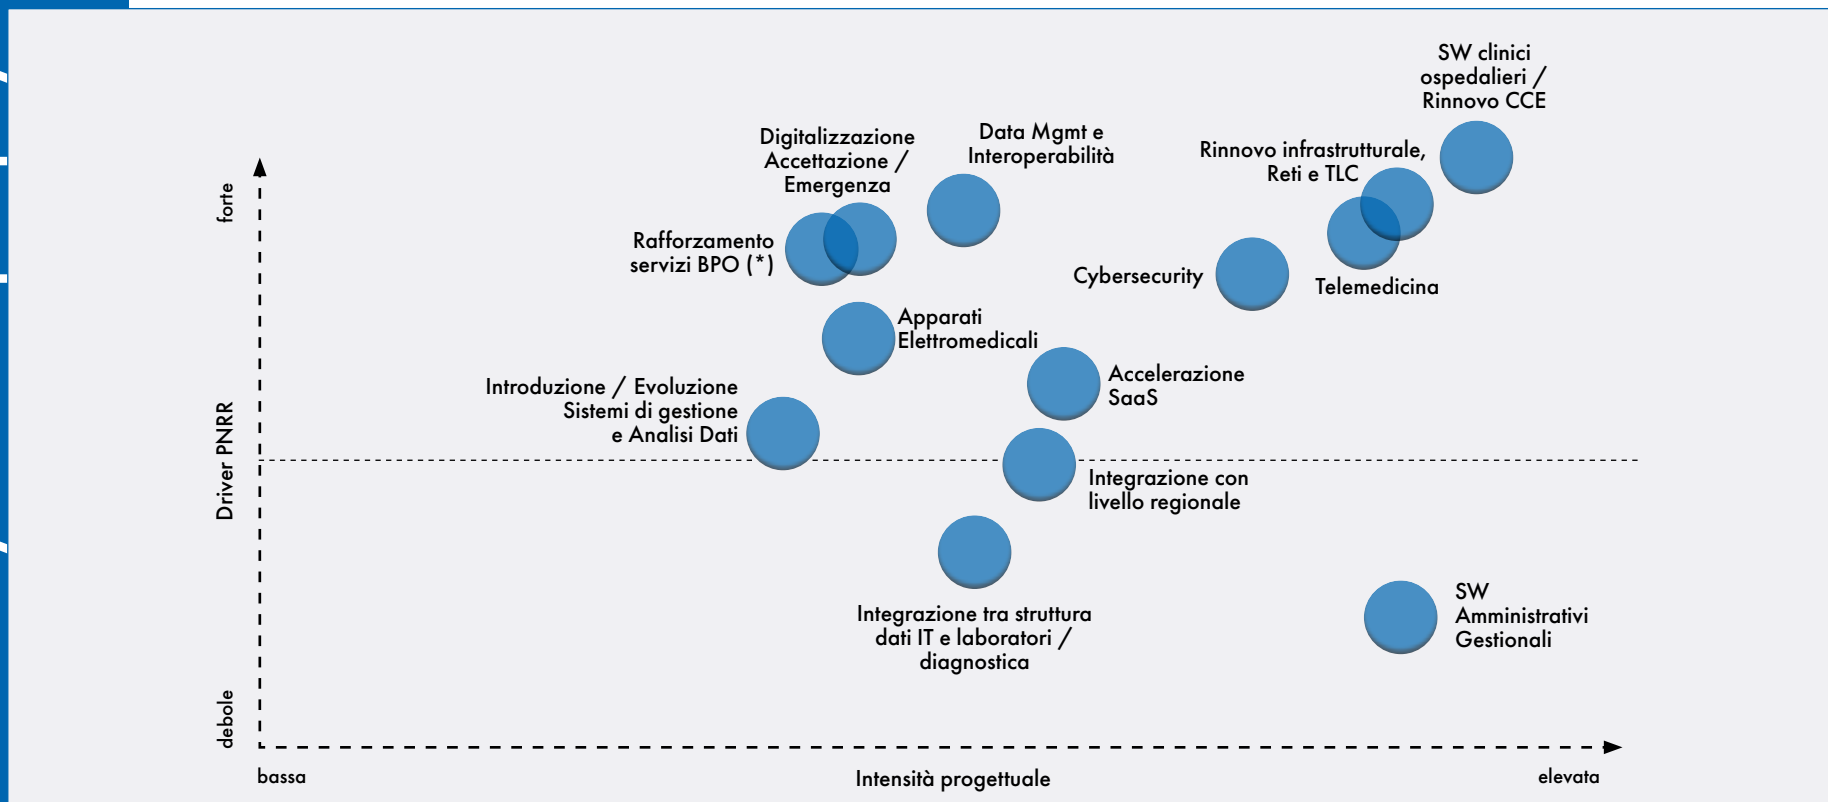 SW clinici
ospedalieri /
Rinnovo CCE
Digitalizzazione
Accettazione /
Emergenza
Data Mgmt e
Interoperabilità
Rinnovo infrastrutturale,
Reti e TLC
forte
Rafforzamento
servizi BPO (*)
Cybersecurity
Telemedicina
Apparati
Elettromedicali
Accelerazione
SaaS
Introduzione / Evoluzione
Sistemi di gestione
e Analisi Dati
Driver PNRR
Integrazione con
livello regionale
Integrazione tra struttura
dati IT e laboratori /
diagnostica
SW
Amministrativi
Gestionali
debole
bassa
Intensità progettuale
elevata